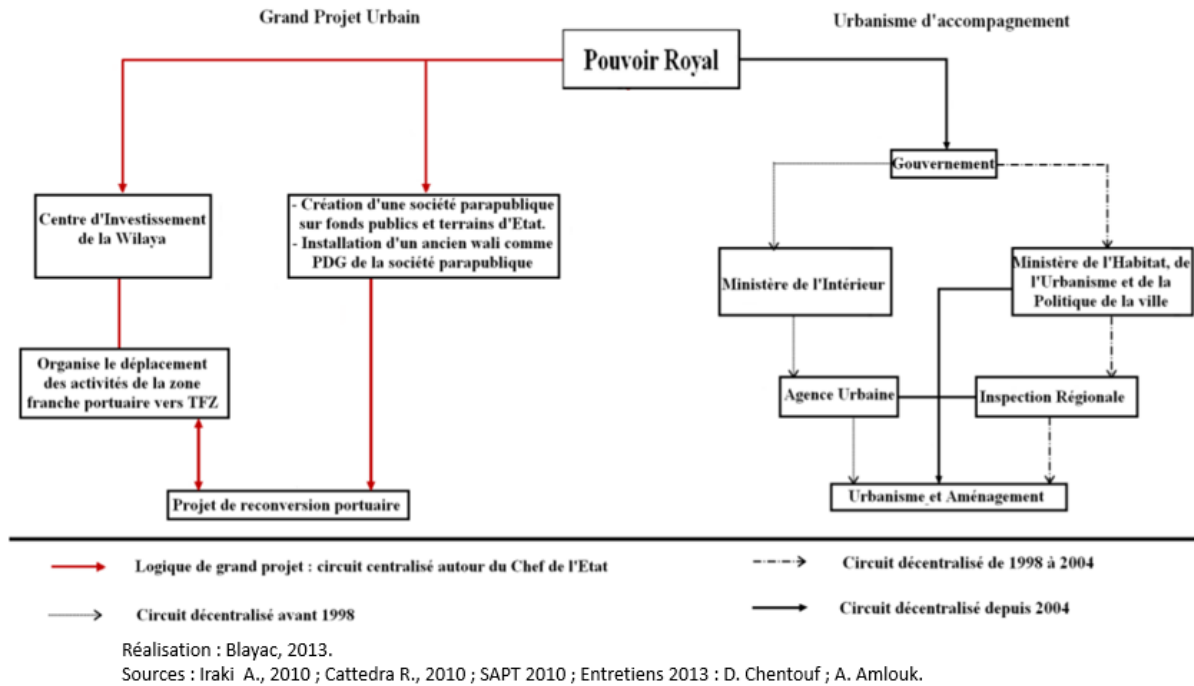 Grand Projet Urbain
Urbanisme d'accompagnement
Pouvoir Royal
Gouvernement
Centre d'Investissement
de la Wilaya
- Création d'une société parapublique
sur fonds publics et terrains d'Etat.
- Installation d'un ancien wali comme
PDG de la société parapublique
Ministère de l'Intérieur
Ministère de l'Habitat, de
l'Urbanisme et de la
Politique de la ville
Organise le déplacement
des activités de la zone
franche portuaire vers TFZ
Agence Urbaine
Inspection Régionale
Projet de reconversion portuaire
Urbanisme et Aménagement
Logique de grand projet : circuit centralisé autour du Chef de l'Etat
Circuit décentralisé de 1998 à 2004
Circuit décentralisé avant 1998
Circuit décentralisé depuis 2004
Réalisation : Blayac, 2013.
Sources : Iraki A., 2010 ; Cattedra R., 2010 ; SAPT 2010 ; Entretiens 2013 : D. Chentouf ; A. Amlouk.